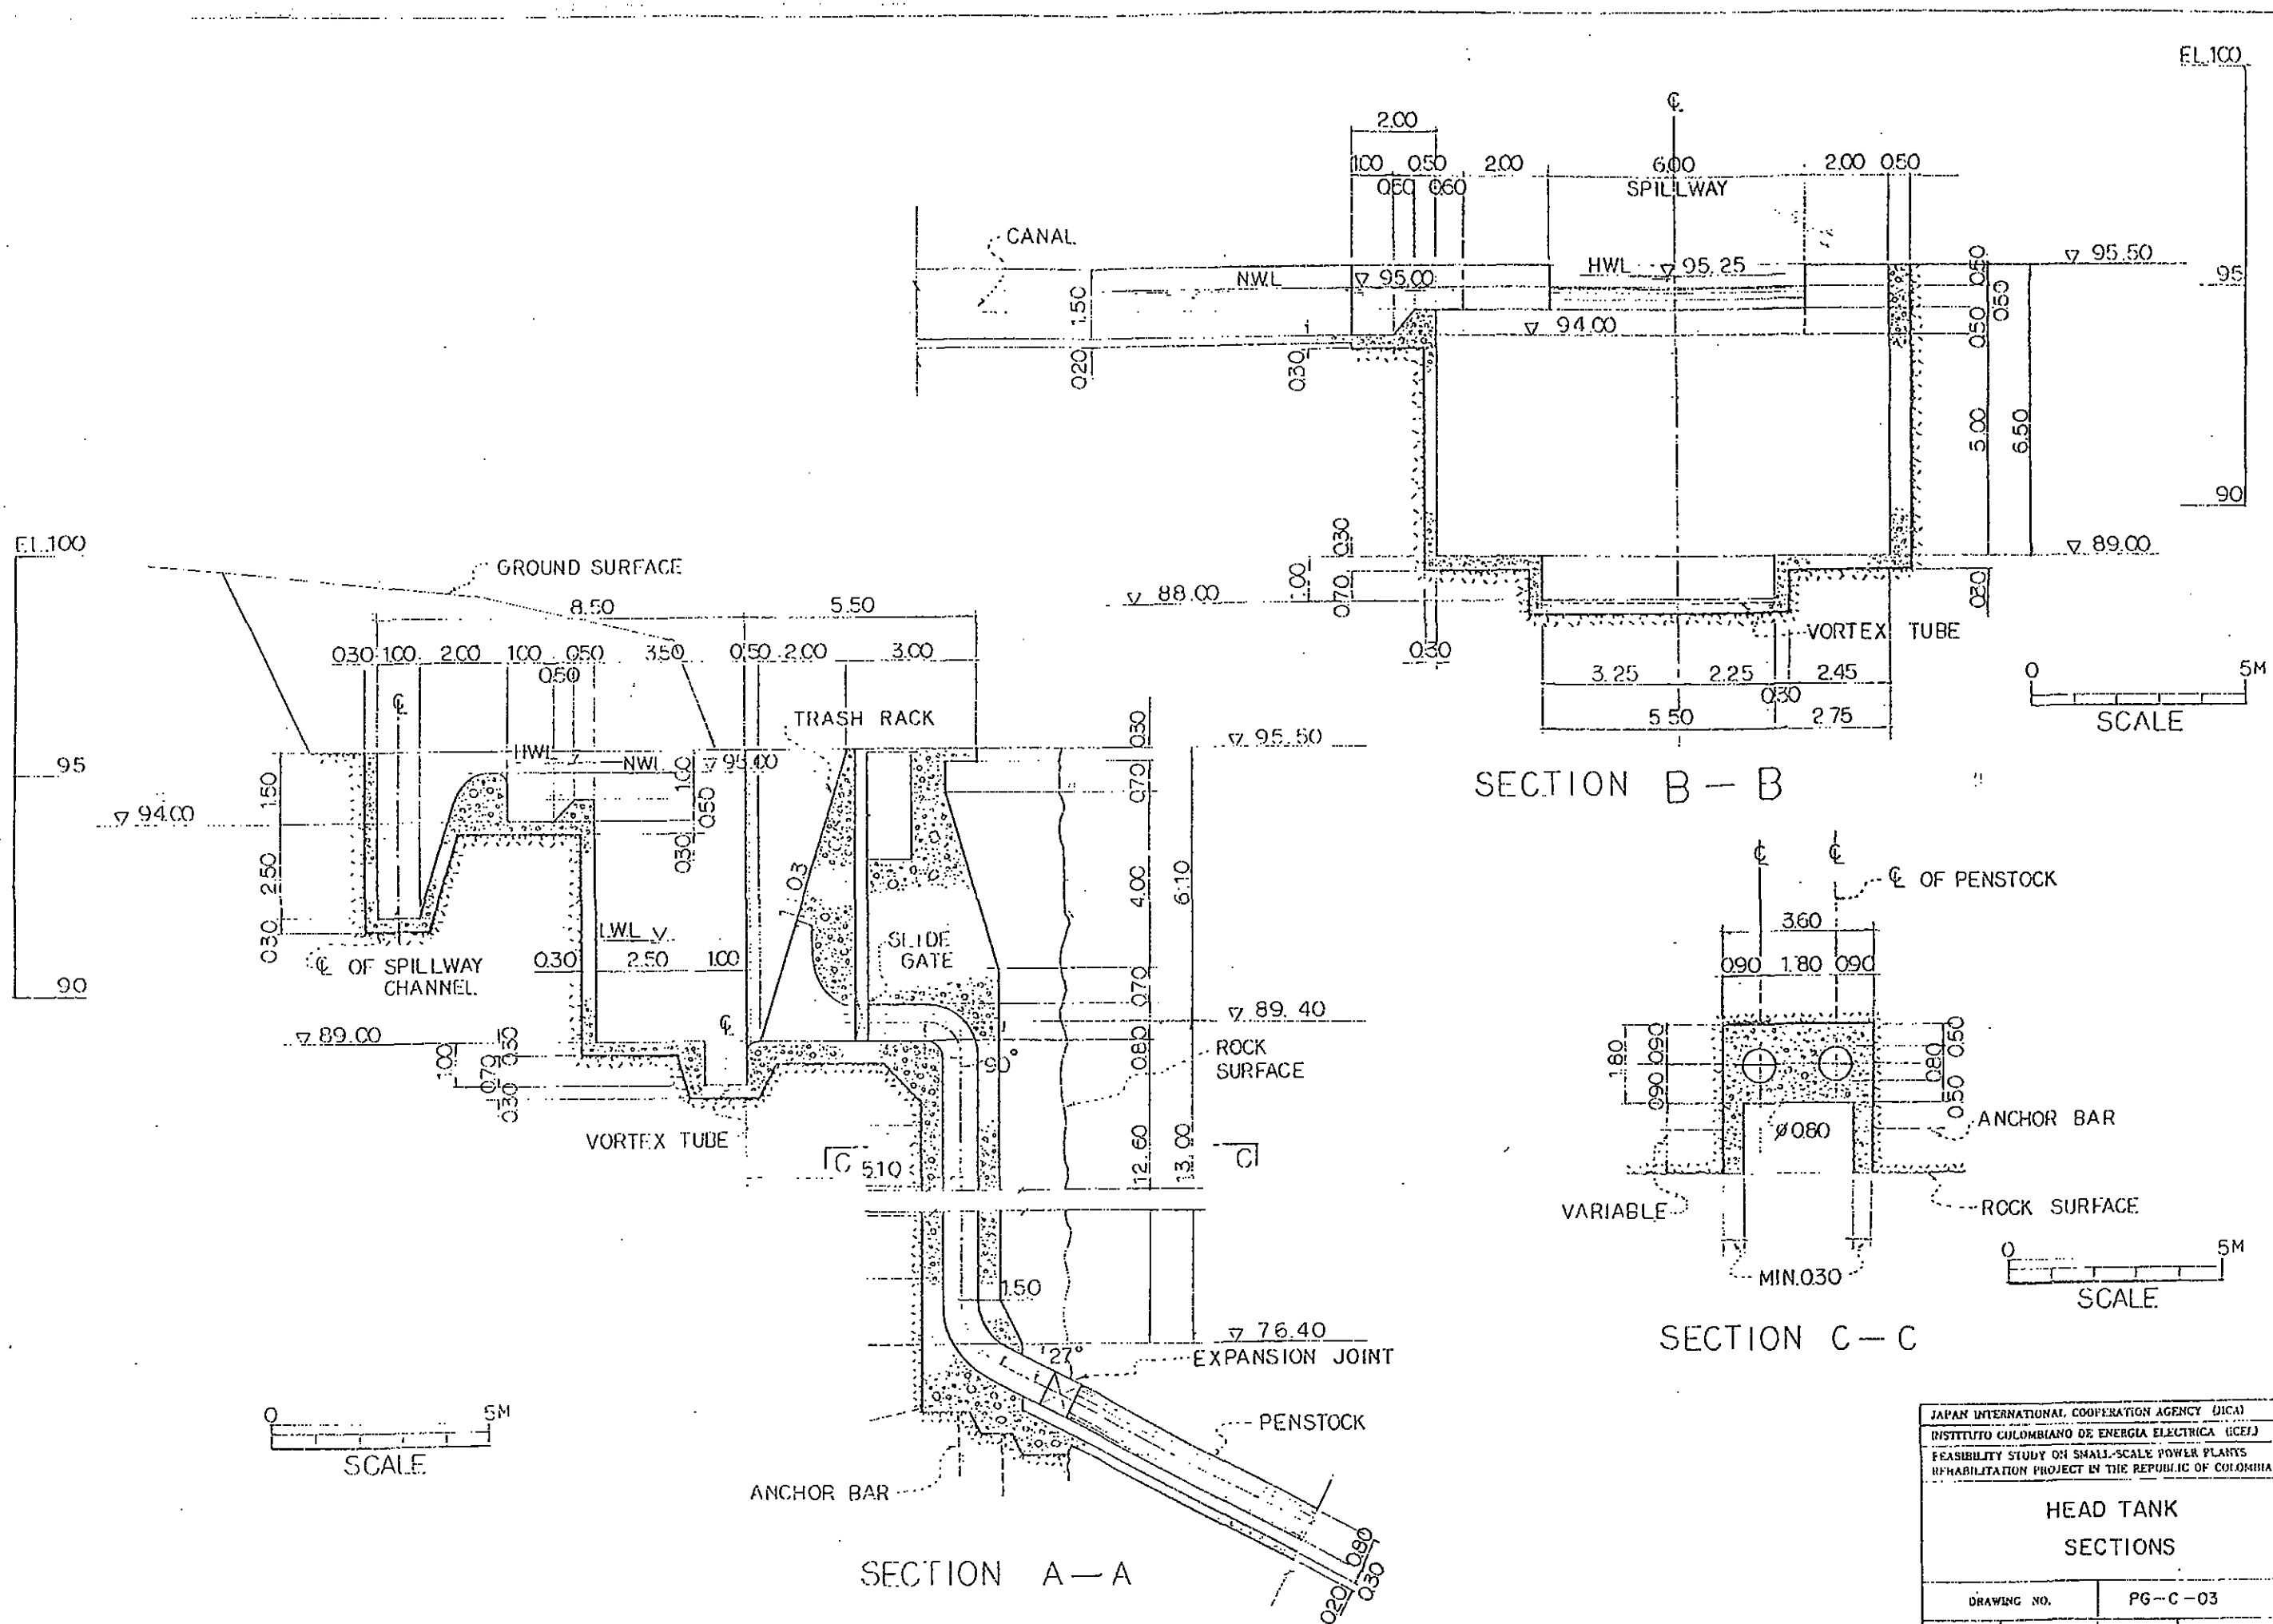 EL.100
℄
2.00
1.00 0.50 2.00 6.00 2.00 0.50
0.60 0.60 SPILLWAY
CANAL
N.W.L ▽ 95.00
HWL ▽ 95.25
▽ 95.50
95
1.50
0.20
0.30
▽ 94.00
0.50
0.50
0.50
5.00
6.50
90
0.30
1.00
0.70
▽ 88.00
▽ 89.00
0.30
VORTEX TUBE
0.30
3.25 2.25 2.45
0.30
5.50 2.75
0 5M
SCALE
SECTION B — B
EL.100
GROUND SURFACE
8.50 5.50
0.30 1.00 2.00 1.00 0.50 3.50 0.50 2.00 3.00
0.50
℄
TRASH RACK
HWL
NWL ▽ 95.00
▽ 95.50
95
1.50
▽ 94.00
2.50
0.30
1.00
0.50
0.30
0.30
0.70
4.00
6.10
1:0.3
LWL ▽
SLIDE
GATE
℄ OF SPILLWAY
CHANNEL
0.30 2.50 1.00
90
0.70
▽ 89.40
▽ 89.00
℄
0.30
1.00
0.70
0.30
0.80
90°
ROCK
SURFACE
VORTEX TUBE
C 5.10
12.60
13.00
C
1.50
▽ 76.40
27°
EXPANSION JOINT
PENSTOCK
ANCHOR BAR
0.80
0.30
0.20
0 5M
SCALE
SECTION A — A
℄ ℄
℄ OF PENSTOCK
3.60
0.90 1.80 0.90
1.80
0.90
0.90
0.50
0.80
0.50
Ø0.80
ANCHOR BAR
VARIABLE
ROCK SURFACE
MIN.0.30
0 5M
SCALE
SECTION C — C
JAPAN INTERNATIONAL COOPERATION AGENCY (JICA)
INSTITUTO COLOMBIANO DE ENERGIA ELECTRICA (ICEL)
FEASIBILITY STUDY ON SMALL-SCALE POWER PLANTS
REHABILITATION PROJECT IN THE REPUBLIC OF COLOMBIA
HEAD TANK
SECTIONS
DRAWING NO. PG-C-03